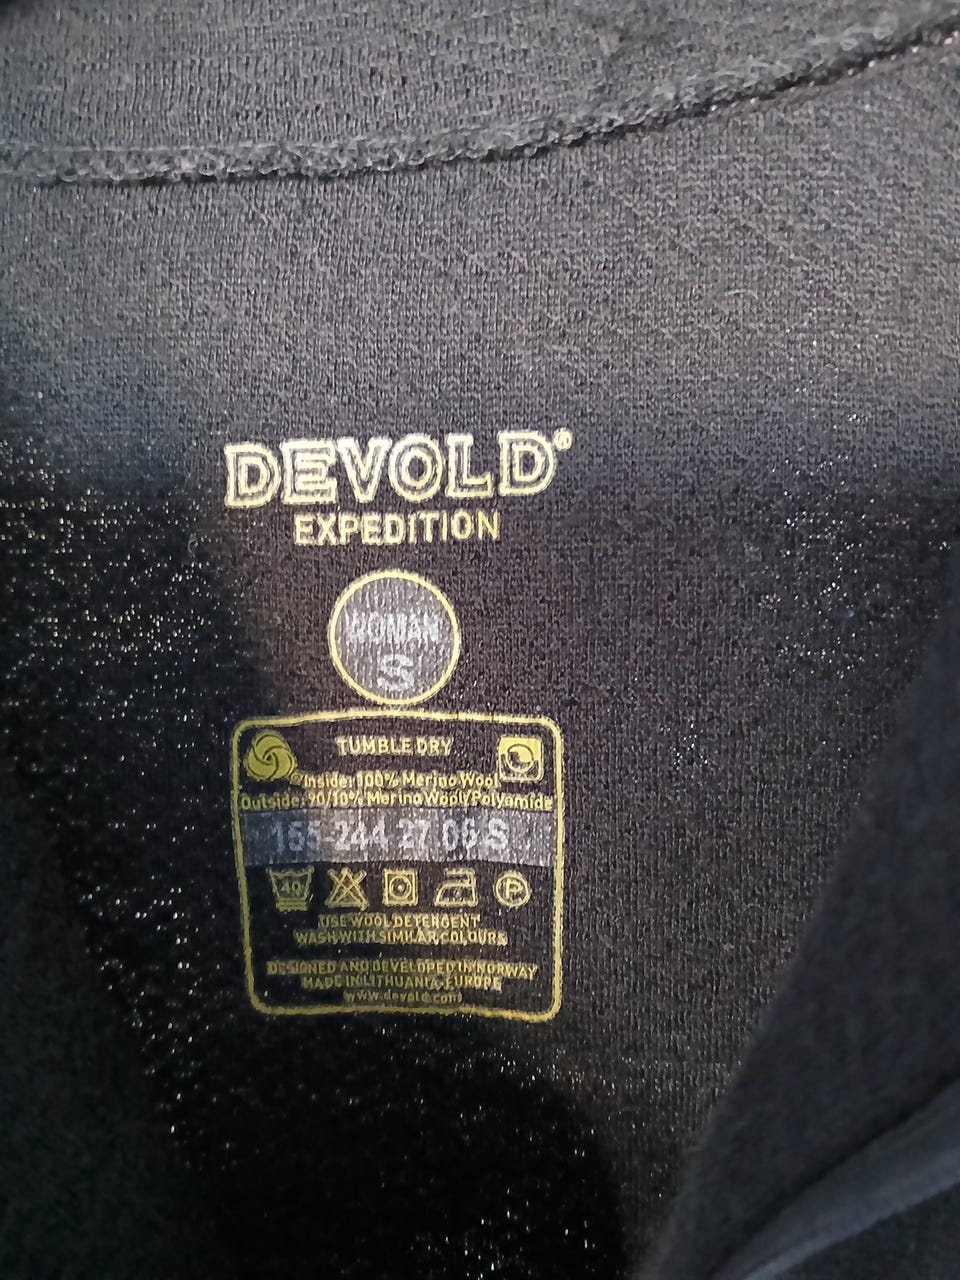 DEVOLD®
EXPEDITION
WOMAN
S
TUMBLE DRY
Inside: 100% Merino Wool
Outside: 90/10% Merino Wool/Polyamide
155 244 27 06 S
40 P
USE WOOL DETERGENT
WASH WITH SIMILAR COLOURS
DESIGNED AND DEVELOPED IN NORWAY
MADE IN LITHUANIA-EUROPE
(www.devold.com)